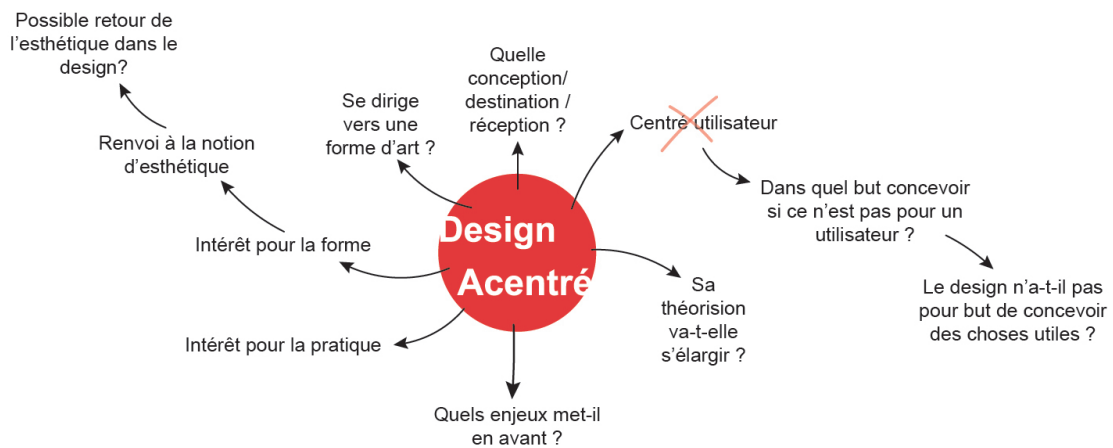 Possible retour de
l'esthétique dans le
design?
Renvoi à la notion
d'esthétique
Intérêt pour la forme
Intérêt pour la pratique
Se dirige
vers une
forme d'art ?
Quelle
conception/
destination /
réception ?
Centré utilisateur
Dans quel but concevoir
si ce n'est pas pour un
utilisateur ?
Le design n'a-t-il pas
pour but de concevoir
des choses utiles ?
Design
Acentré
Sa
théorision
va-t-elle
s'élargir ?
Quels enjeux met-il
en avant ?